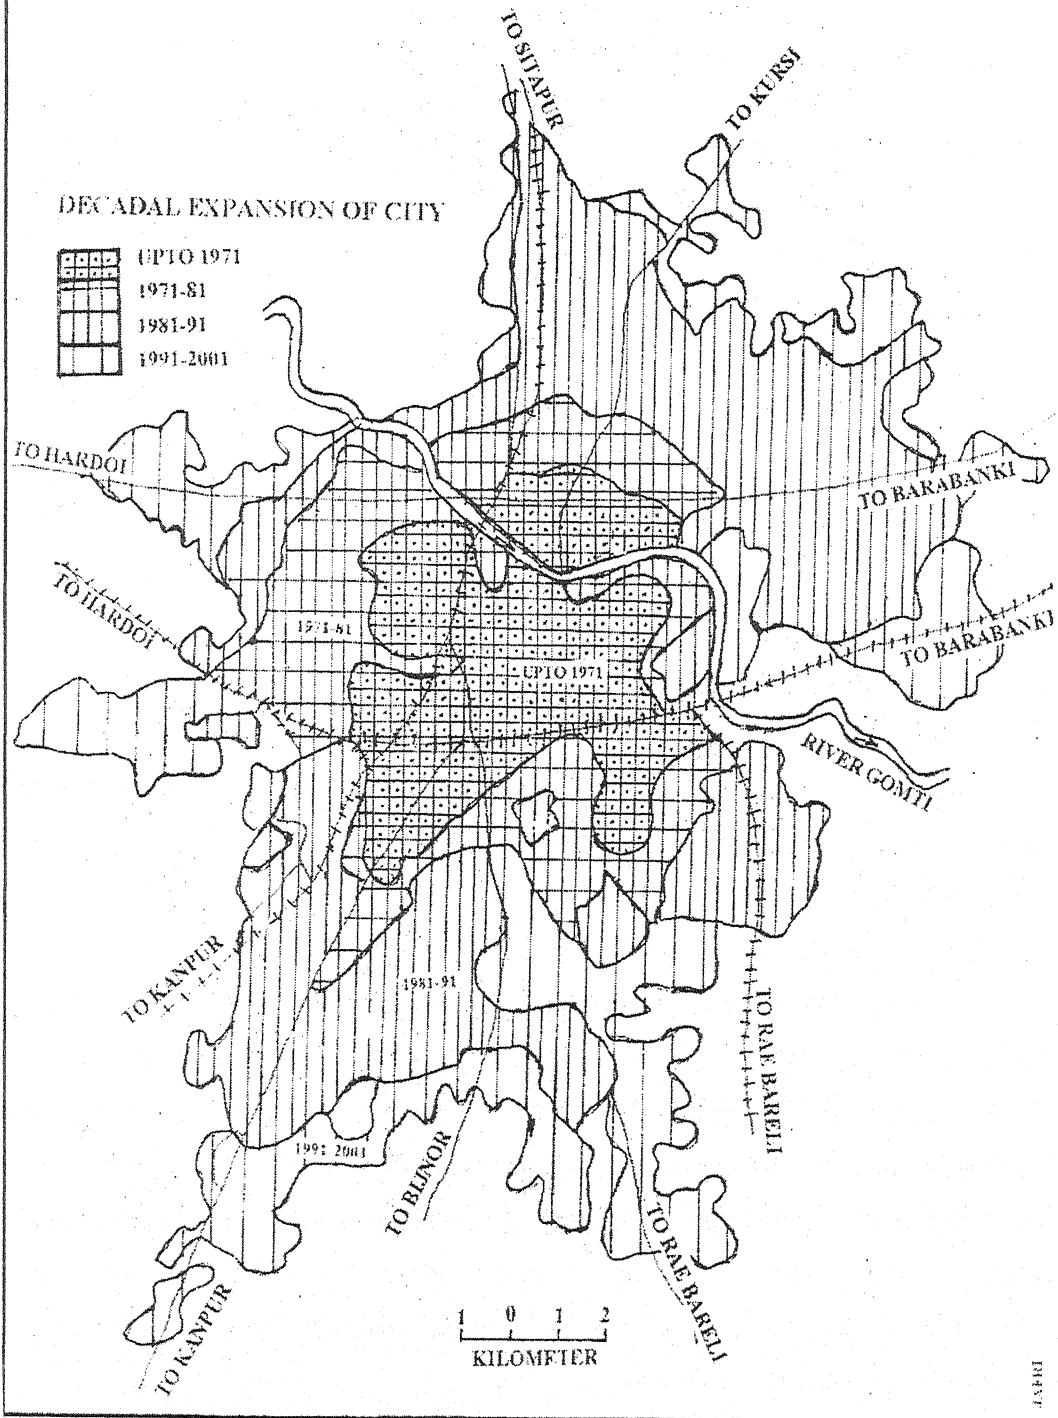 TO SITAPUR
TO KURSI
DECADAL EXPANSION OF CITY
UPTO 1971
1971-81
1981-91
1991-2001
TO HARDOI
TO BARABANKI
TO HARDOI
1971-81
TO BARABANKI
UPTO 1971
RIVER GOMTI
TO KANPUR
1981-91
TO RAE BARELI
1991-2001
TO BIJNOR
TO RAE BARELI
TO KANPUR
1 0 1 2
KILOMETER